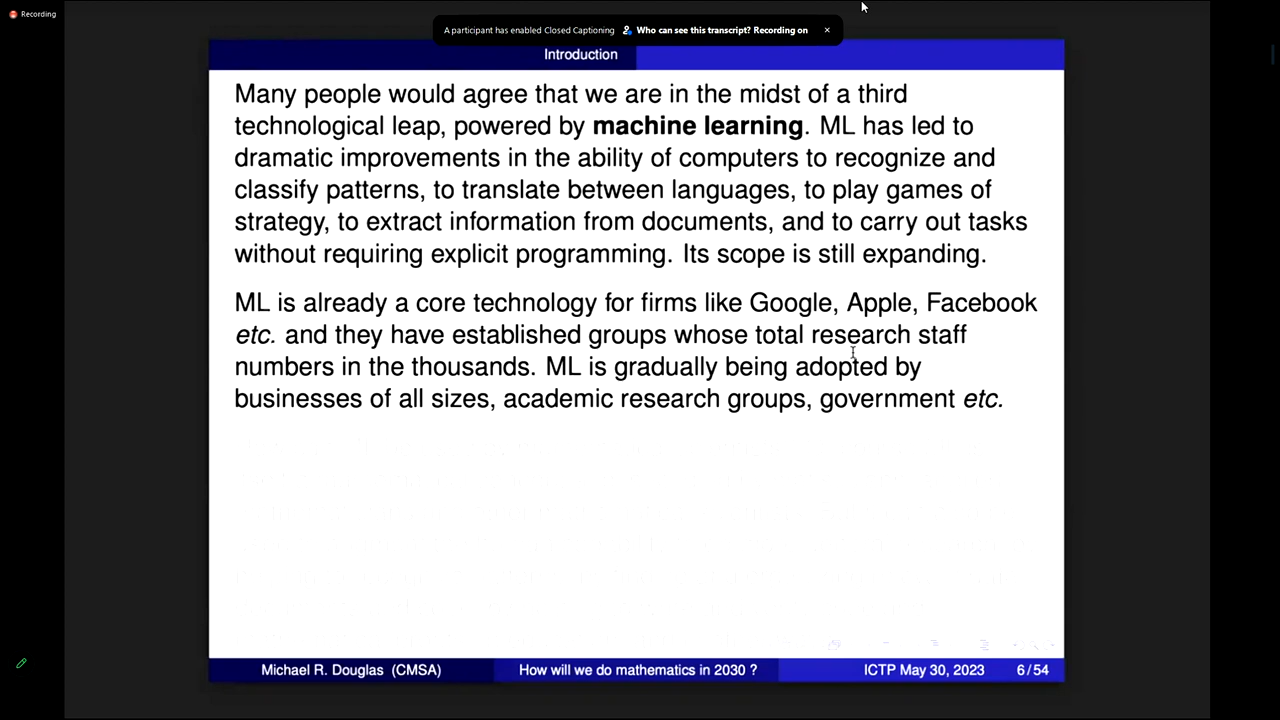 Recording
A participant has enabled Closed Captioning Who can see this transcript? Recording on ×
Introduction
Many people would agree that we are in the midst of a third
technological leap, powered by machine learning. ML has led to
dramatic improvements in the ability of computers to recognize and
classify patterns, to translate between languages, to play games of
strategy, to extract information from documents, and to carry out tasks
without requiring explicit programming. Its scope is still expanding.
ML is already a core technology for firms like Google, Apple, Facebook
etc. and they have established groups whose total research staff
numbers in the thousands. ML is gradually being adopted by
businesses of all sizes, academic research groups, government etc.
Michael R. Douglas (CMSA) How will we do mathematics in 2030 ? ICTP May 30, 2023 6 / 54